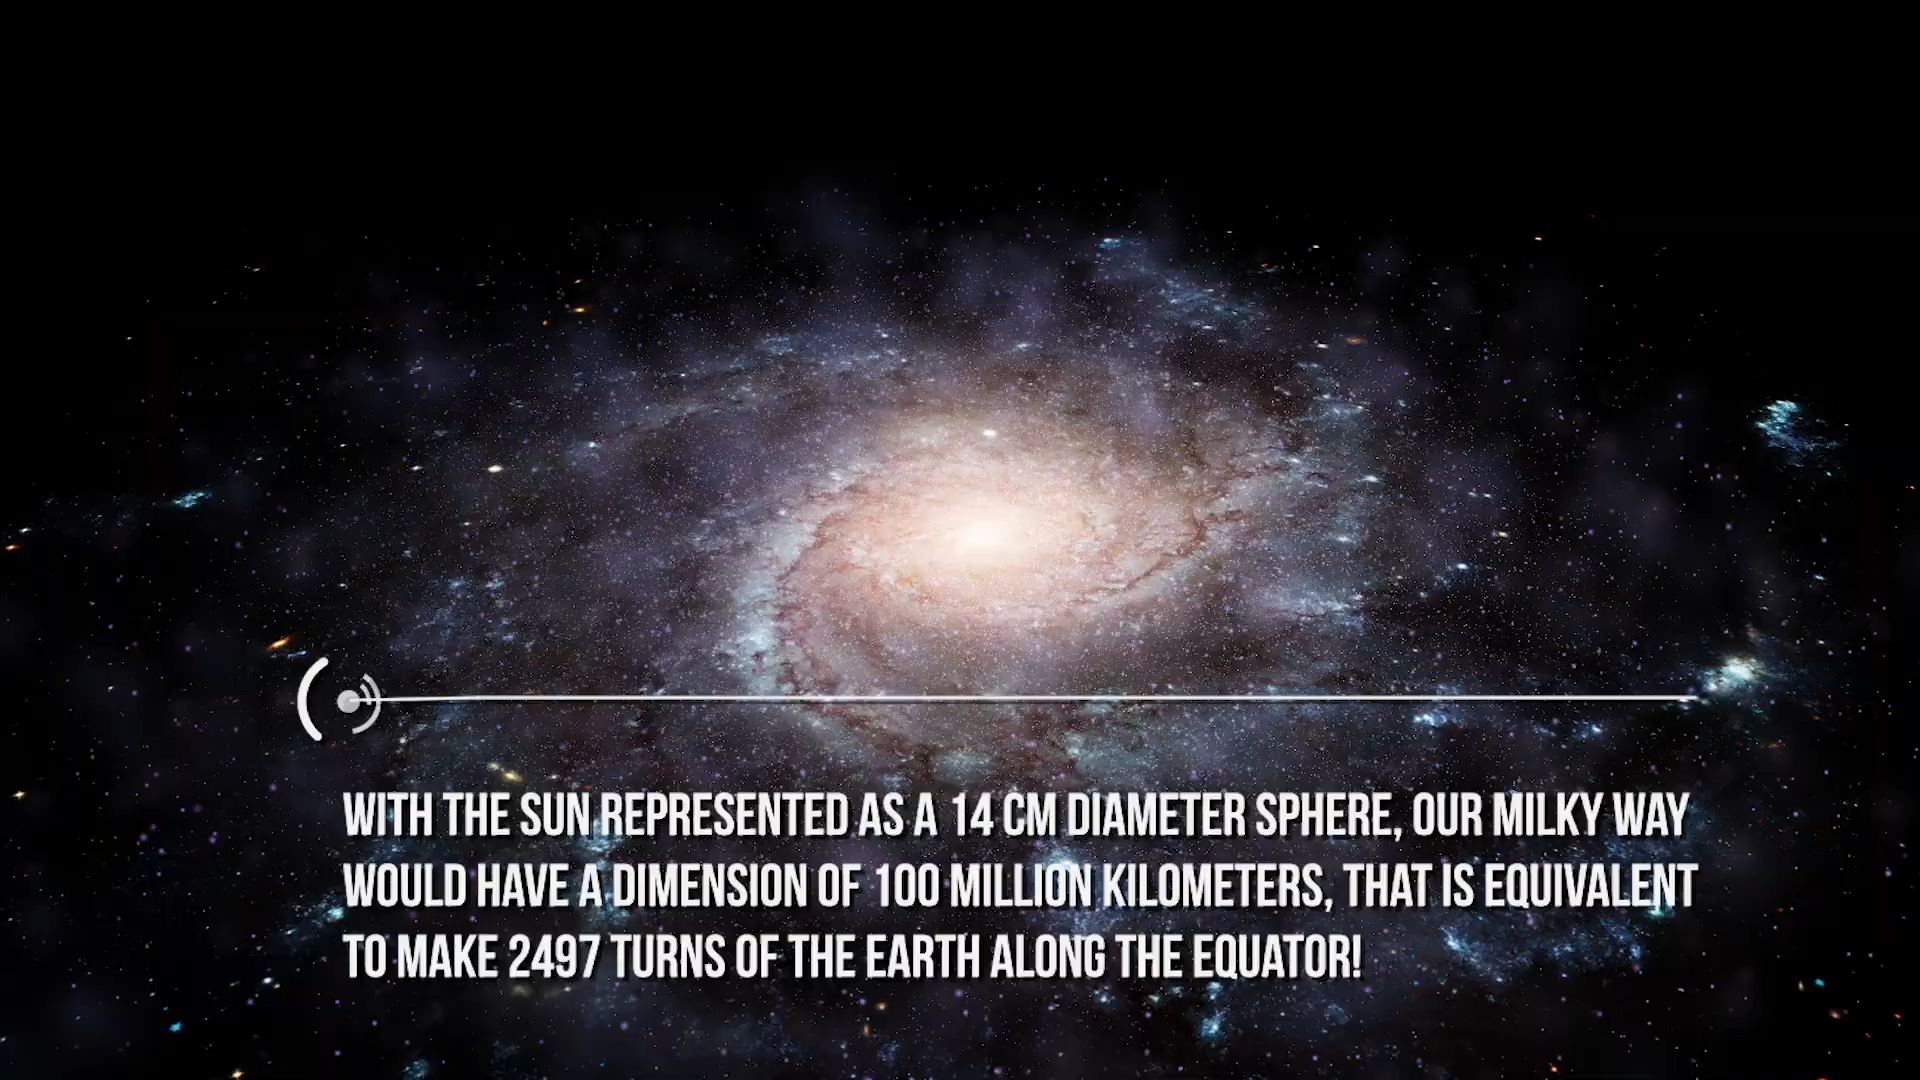 WITH THE SUN REPRESENTED AS A 14 CM DIAMETER SPHERE, OUR MILKY WAY
WOULD HAVE A DIMENSION OF 100 MILLION KILOMETERS, THAT IS EQUIVALENT
TO MAKE 2497 TURNS OF THE EARTH ALONG THE EQUATOR!